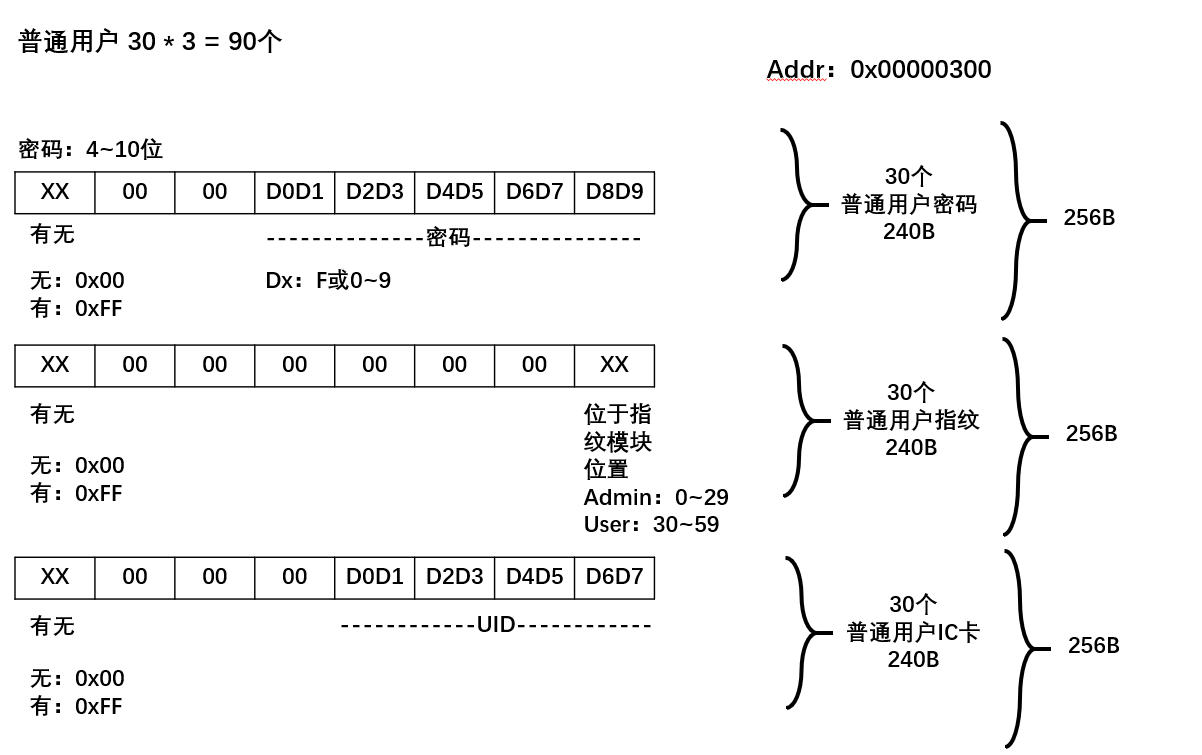 普通用户 30 * 3 = 90个
Addr：0x00000300
密码：4~10位
XX 00 00 D0D1 D2D3 D4D5 D6D7 D8D9
有无
--------------密码---------------
无：0x00
有：0xFF
Dx：F或0~9
30个
普通用户密码
240B
256B
XX 00 00 00 00 00 00 XX
有无
无：0x00
有：0xFF
位于指
纹模块
位置
Admin：0~29
User：30~59
30个
普通用户指纹
240B
256B
XX 00 00 00 D0D1 D2D3 D4D5 D6D7
有无
------------UID------------
无：0x00
有：0xFF
30个
普通用户IC卡
240B
256B